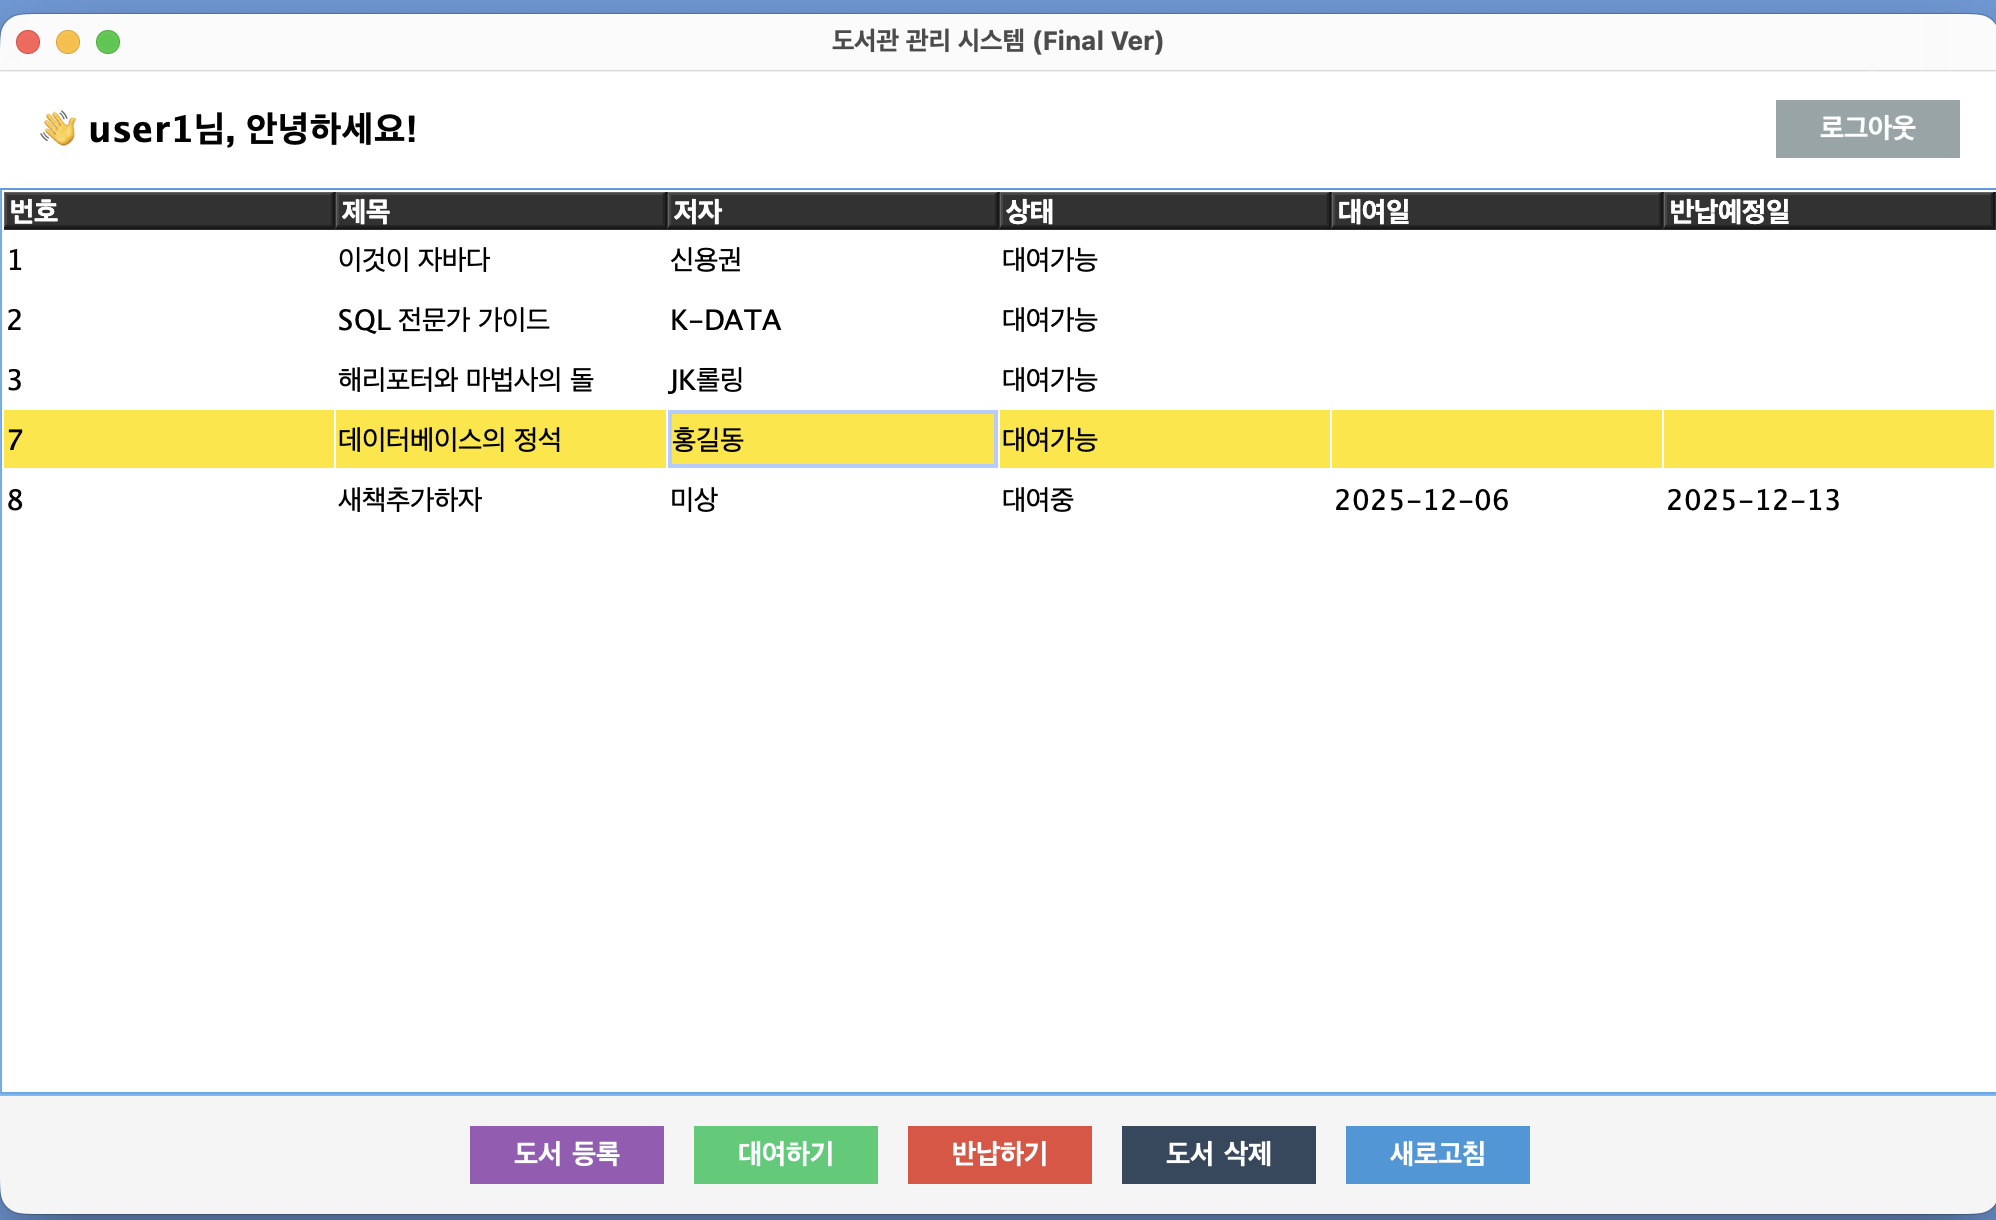 도서관 관리 시스템 (Final Ver)
👋 user1님, 안녕하세요!
로그아웃
번호 제목 저자 상태 대여일 반납예정일
1 이것이 자바다 신용권 대여가능
2 SQL 전문가 가이드 K-DATA 대여가능
3 해리포터와 마법사의 돌 JK롤링 대여가능
7 데이터베이스의 정석 홍길동 대여가능
8 새책추가하자 미상 대여중 2025-12-06 2025-12-13
도서 등록 대여하기 반납하기 도서 삭제 새로고침